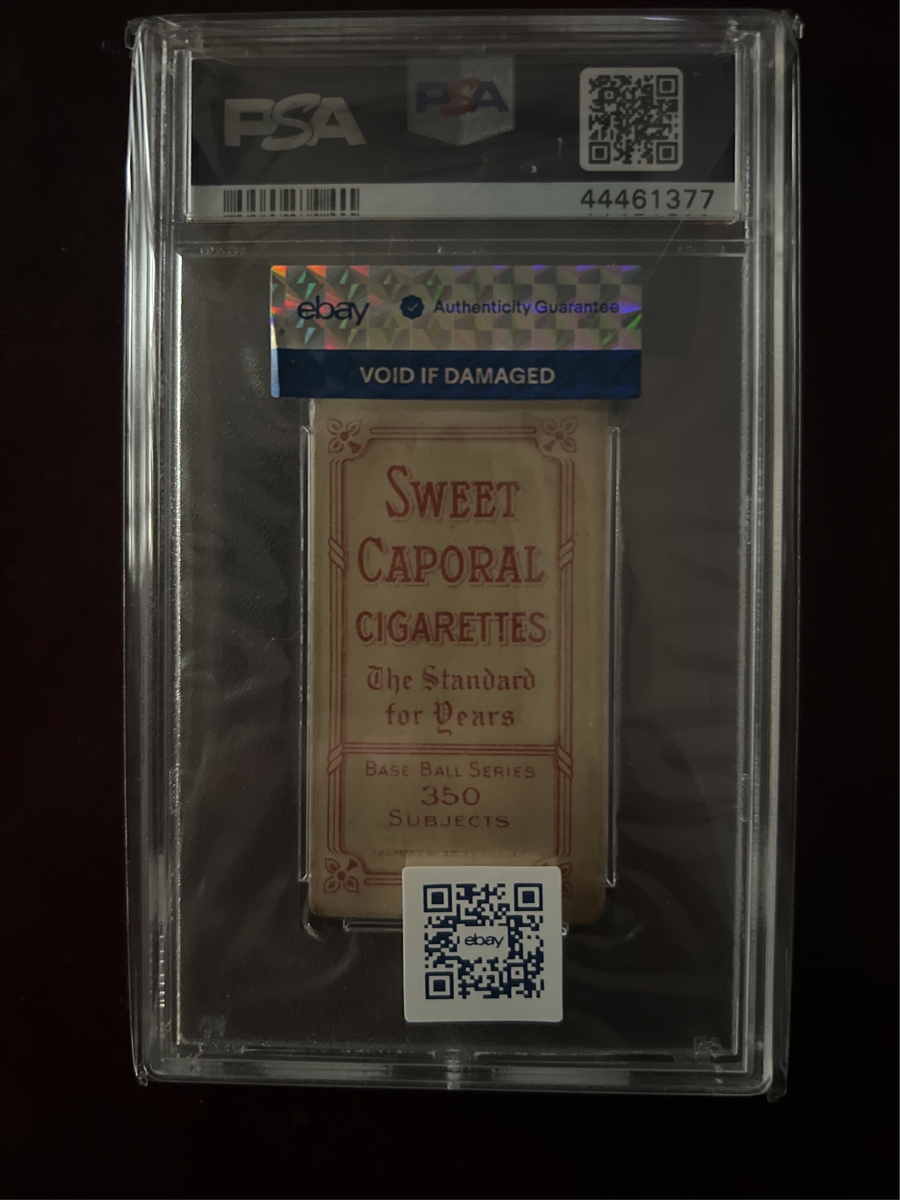 PSA PSA
44461377
ebay Authenticity Guarantee
VOID IF DAMAGED
SWEET
CAPORAL
CIGARETTES
The Standard
for Years
BASE BALL SERIES
350
SUBJECTS
ebay